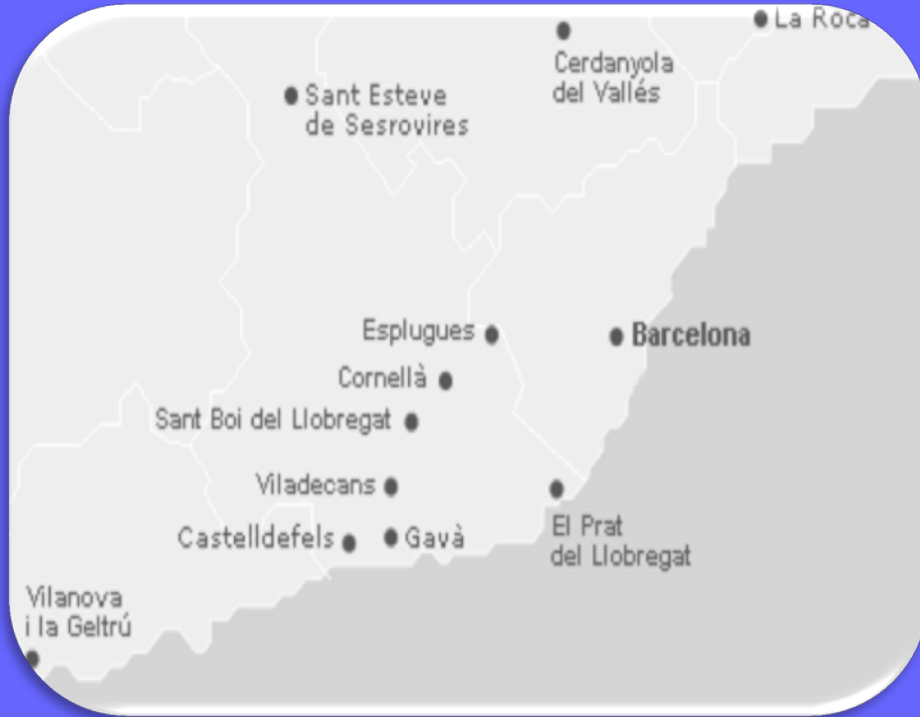 La Roca
Cerdanyola
del Vallés
Sant Esteve
de Sesrovires
Esplugues
Barcelona
Cornellà
Sant Boi del Llobregat
Viladecans
El Prat
del Llobregat
Castelldefels
Gavà
Vilanova
i la Geltrú